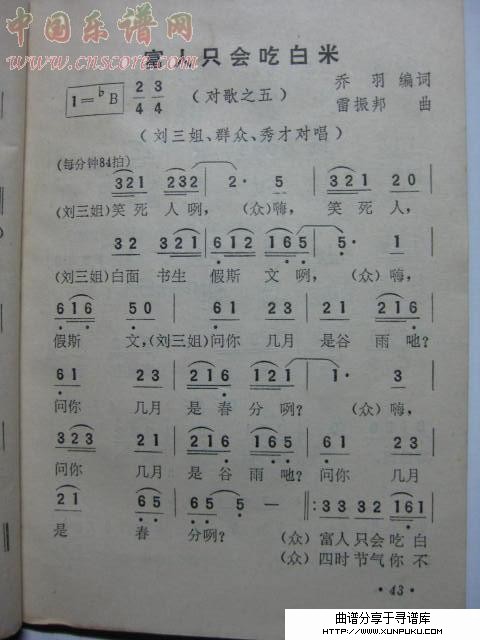 中国乐谱网
www.cnscore.com
富人只会吃白米
1=♭B 2/4 3/4
(对歌之五)
乔羽 编词
雷振邦 曲
(刘三姐、群众、秀才对唱)
(每分钟84拍)
321 232 | 2· 5 | 321 20 |
(刘三姐)笑死人咧,(众)嗨, 笑死人,
32 321 | 612 165 | 5· 1 |
(刘三姐)白面 书生 假斯文咧,(众)嗨,
616 50 | 61 23 | 21 216 |
假斯 文,(刘三姐)问你 几月 是谷 雨吔?
61 23 | 216 121 | 1· 3 |
问你 几月 是春 分咧?(众)嗨,
323 21 | 216 165 | 61 23 |
问你 几月 是谷 雨吔?问你 几月
21 65 | 65 5 — ‖: 33 32 161 |
是 春 分咧? (众)富人只会吃白
(众)四时节气你不
·43·
曲谱分享于寻谱库
WWW.XUNPUKU.COM